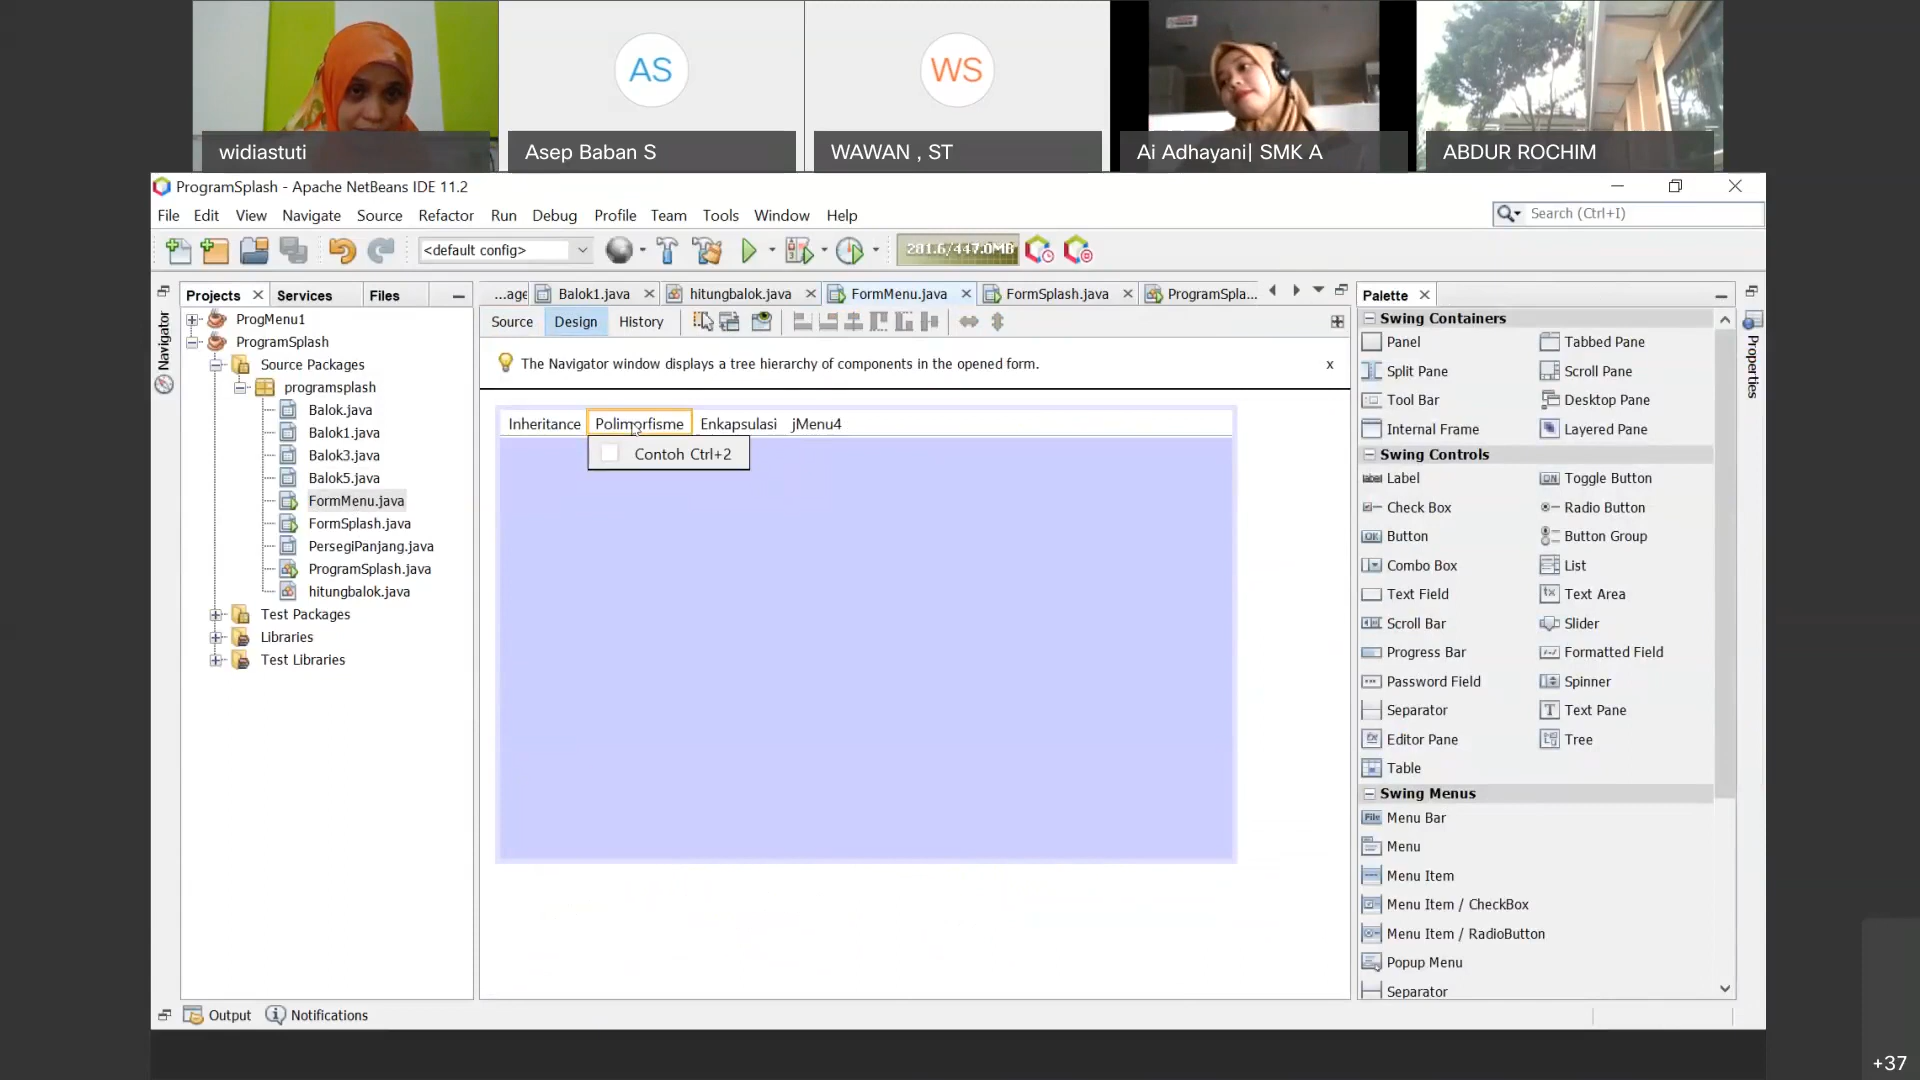 AS
WS
widiastuti
Asep Baban S
WAWAN , ST
Ai Adhayani| SMK A
ABDUR ROCHIM
ProgramSplash - Apache NetBeans IDE 11.2
File Edit View Navigate Source Refactor Run Debug Profile Team Tools Window Help
Search (Ctrl+I)
<default config>
281.6/447.0MB
Projects
Services
Files
...age
Balok1.java
hitungbalok.java
FormMenu.java
FormSplash.java
ProgramSpla...
Palette
Navigator
ProgMenu1
ProgramSplash
Source Packages
programsplash
Balok.java
Balok1.java
Balok3.java
Balok5.java
FormMenu.java
FormSplash.java
PersegiPanjang.java
ProgramSplash.java
hitungbalok.java
Test Packages
Libraries
Test Libraries
Source
Design
History
The Navigator window displays a tree hierarchy of components in the opened form.
x
Inheritance
Polimorfisme
Enkapsulasi
jMenu4
Contoh Ctrl+2
Swing Containers
Panel
Tabbed Pane
Split Pane
Scroll Pane
Tool Bar
Desktop Pane
Internal Frame
Layered Pane
Swing Controls
label Label
ON Toggle Button
Check Box
Radio Button
OK Button
Button Group
Combo Box
List
Text Field
Text Area
Scroll Bar
Slider
Progress Bar
Formatted Field
Password Field
Spinner
Separator
Text Pane
Editor Pane
Tree
Table
Swing Menus
File Menu Bar
Menu
Menu Item
Menu Item / CheckBox
Menu Item / RadioButton
Popup Menu
Separator
Properties
Output
Notifications
+37